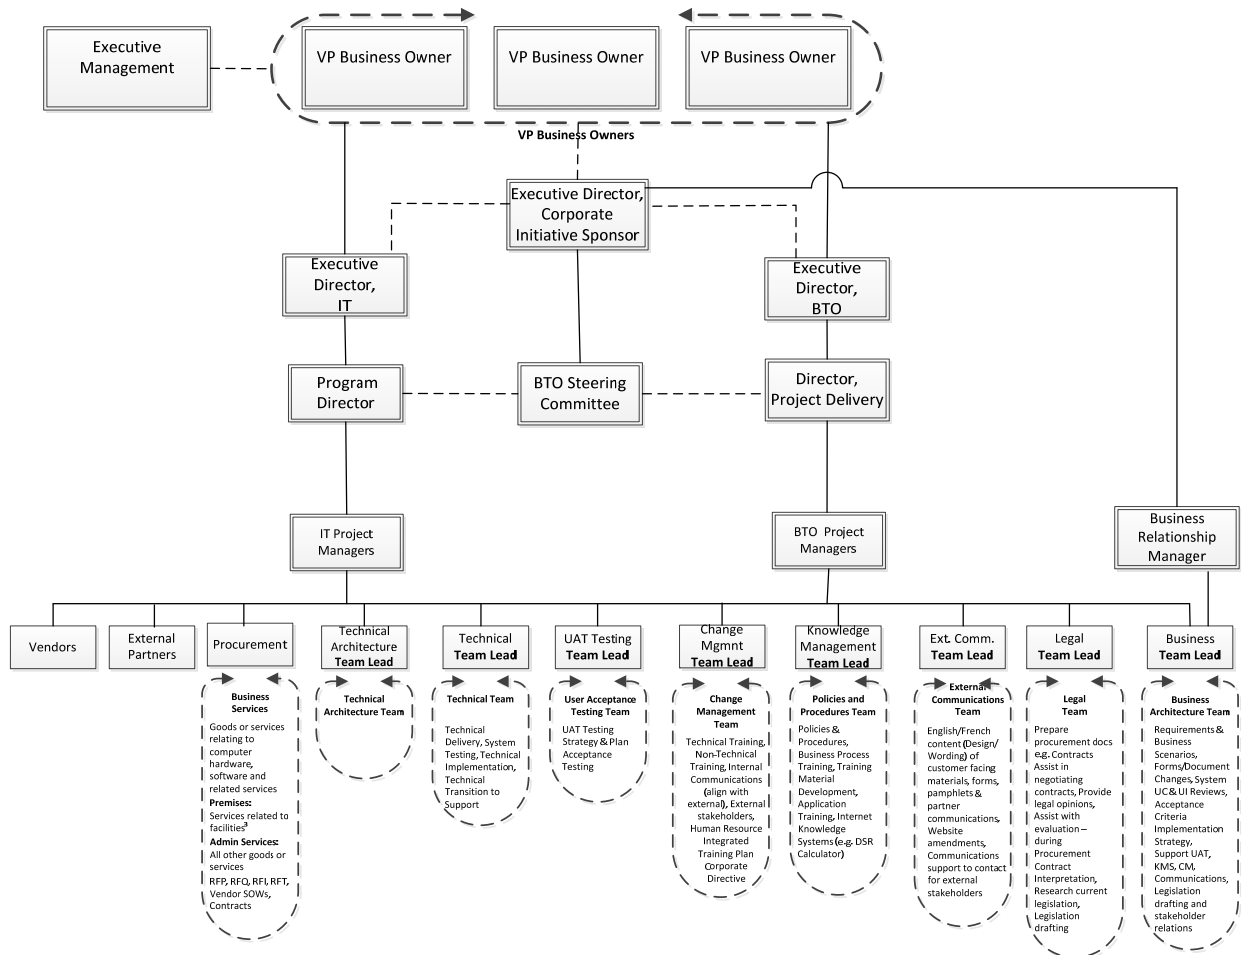 Executive
Management
VP Business Owner
VP Business Owner
VP Business Owner
VP Business Owners
Executive Director,
Corporate
Initiative Sponsor
Executive
Director,
IT
Executive
Director,
BTO
Program
Director
BTO Steering
Committee
Director,
Project Delivery
IT Project
Managers
BTO Project
Managers
Business
Relationship
Manager
Vendors
External
Partners
Procurement
Technical
Architecture
Team Lead
Technical
Team Lead
UAT Testing
Team Lead
Change
Mgmnt
Team Lead
Knowledge
Management
Team Lead
Ext. Comm.
Team Lead
Legal
Team Lead
Business
Team Lead
Business
Services
Goods or services
relating to
computer
hardware,
software and
related services
Premises:
Services related to
facilities³
Admin Services:
All other goods or
services
RFP, RFQ, RFI, RFT,
Vendor SOWs,
Contracts
Technical
Architecture Team
Technical Team
Technical
Delivery, System
Testing, Technical
Implementation,
Technical
Transition to
Support
User Acceptance
Testing Team
UAT Testing
Strategy & Plan
Acceptance
Testing
Change
Management
Team
Technical Training,
Non-Technical
Training, Internal
Communications
(align with
external), External
stakeholders,
Human Resource
Integrated
Training Plan
Corporate
Directive
Policies and
Procedures Team
Policies &
Procedures,
Business Process
Training, Training
Material
Development,
Application
Training, Internet
Knowledge
Systems (e.g. DSR
Calculator)
External
Communications
Team
English/French
content (Design/
Wording) of
customer facing
materials, forms,
pamphlets &
partner
communications,
Website
amendments,
Communications
support to contact
for external
stakeholders
Legal
Team
Prepare
procurement docs
e.g. Contracts
Assist in
negotiating
contracts, Provide
legal opinions,
Assist with
evaluation –
during
Procurement
Contract
Interpretation,
Research current
legislation,
Legislation
drafting
Business
Architecture Team
Requirements &
Business
Scenarios,
Forms/Document
Changes, System
UC & UI Reviews,
Acceptance
Criteria
Implementation
Strategy,
Support UAT,
KMS, CM,
Communications,
Legislation
drafting and
stakeholder
relations